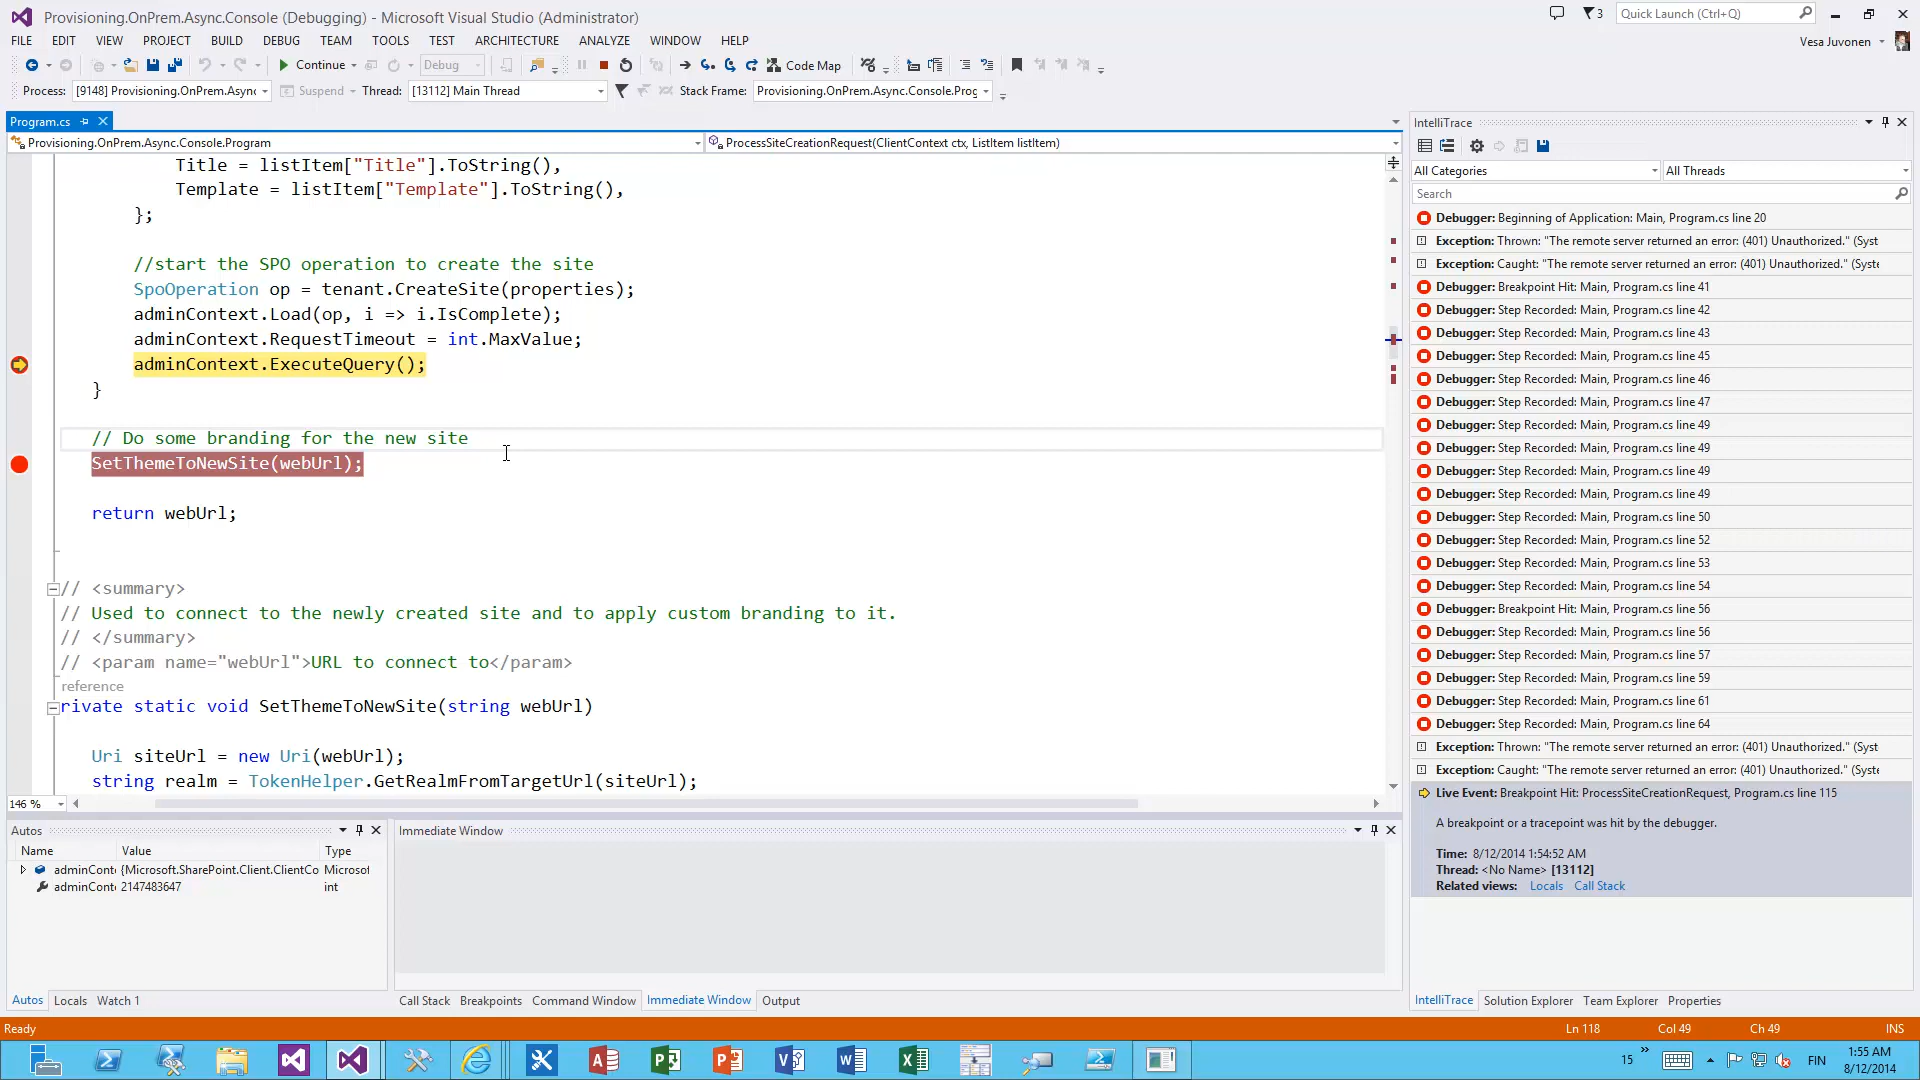 Provisioning.OnPrem.Async.Console (Debugging) - Microsoft Visual Studio (Administrator)
3
Quick Launch (Ctrl+Q)
FILE EDIT VIEW PROJECT BUILD DEBUG TEAM TOOLS TEST ARCHITECTURE ANALYZE WINDOW HELP
Vesa Juvonen
Continue Debug Code Map
Process: [9148] Provisioning.OnPrem.Async Suspend Thread: [13112] Main Thread Stack Frame: Provisioning.OnPrem.Async.Console.Prog
Program.cs
Provisioning.OnPrem.Async.Console.Program
ProcessSiteCreationRequest(ClientContext ctx, ListItem listItem)
Title = listItem["Title"].ToString(),
Template = listItem["Template"].ToString(),
};
//start the SPO operation to create the site
SpoOperation op = tenant.CreateSite(properties);
adminContext.Load(op, i => i.IsComplete);
adminContext.RequestTimeout = int.MaxValue;
adminContext.ExecuteQuery();
}
// Do some branding for the new site
SetThemeToNewSite(webUrl);
return webUrl;
// <summary>
// Used to connect to the newly created site and to apply custom branding to it.
// </summary>
// <param name="webUrl">URL to connect to</param>
reference
rivate static void SetThemeToNewSite(string webUrl)
Uri siteUrl = new Uri(webUrl);
string realm = TokenHelper.GetRealmFromTargetUrl(siteUrl);
146 %
Autos
Name Value Type
adminCont {Microsoft.SharePoint.Client.ClientCo Microsof
adminCont 2147483647 int
Autos Locals Watch 1
Immediate Window
Call Stack Breakpoints Command Window Immediate Window Output
IntelliTrace
All Categories All Threads
Search
Debugger: Beginning of Application: Main, Program.cs line 20
Exception: Thrown: "The remote server returned an error: (401) Unauthorized." (Syst
Exception: Caught: "The remote server returned an error: (401) Unauthorized." (Syste
Debugger: Breakpoint Hit: Main, Program.cs line 41
Debugger: Step Recorded: Main, Program.cs line 42
Debugger: Step Recorded: Main, Program.cs line 43
Debugger: Step Recorded: Main, Program.cs line 45
Debugger: Step Recorded: Main, Program.cs line 46
Debugger: Step Recorded: Main, Program.cs line 47
Debugger: Step Recorded: Main, Program.cs line 49
Debugger: Step Recorded: Main, Program.cs line 49
Debugger: Step Recorded: Main, Program.cs line 49
Debugger: Step Recorded: Main, Program.cs line 49
Debugger: Step Recorded: Main, Program.cs line 50
Debugger: Step Recorded: Main, Program.cs line 52
Debugger: Step Recorded: Main, Program.cs line 53
Debugger: Step Recorded: Main, Program.cs line 54
Debugger: Breakpoint Hit: Main, Program.cs line 56
Debugger: Step Recorded: Main, Program.cs line 56
Debugger: Step Recorded: Main, Program.cs line 57
Debugger: Step Recorded: Main, Program.cs line 59
Debugger: Step Recorded: Main, Program.cs line 61
Debugger: Step Recorded: Main, Program.cs line 64
Exception: Thrown: "The remote server returned an error: (401) Unauthorized." (Syst
Exception: Caught: "The remote server returned an error: (401) Unauthorized." (Syste
Live Event: Breakpoint Hit: ProcessSiteCreationRequest, Program.cs line 115
A breakpoint or a tracepoint was hit by the debugger.
Time: 8/12/2014 1:54:52 AM
Thread: <No Name> [13112]
Related views: Locals Call Stack
IntelliTrace Solution Explorer Team Explorer Properties
Ready Ln 118 Col 49 Ch 49 INS
15 FIN 1:55 AM
8/12/2014